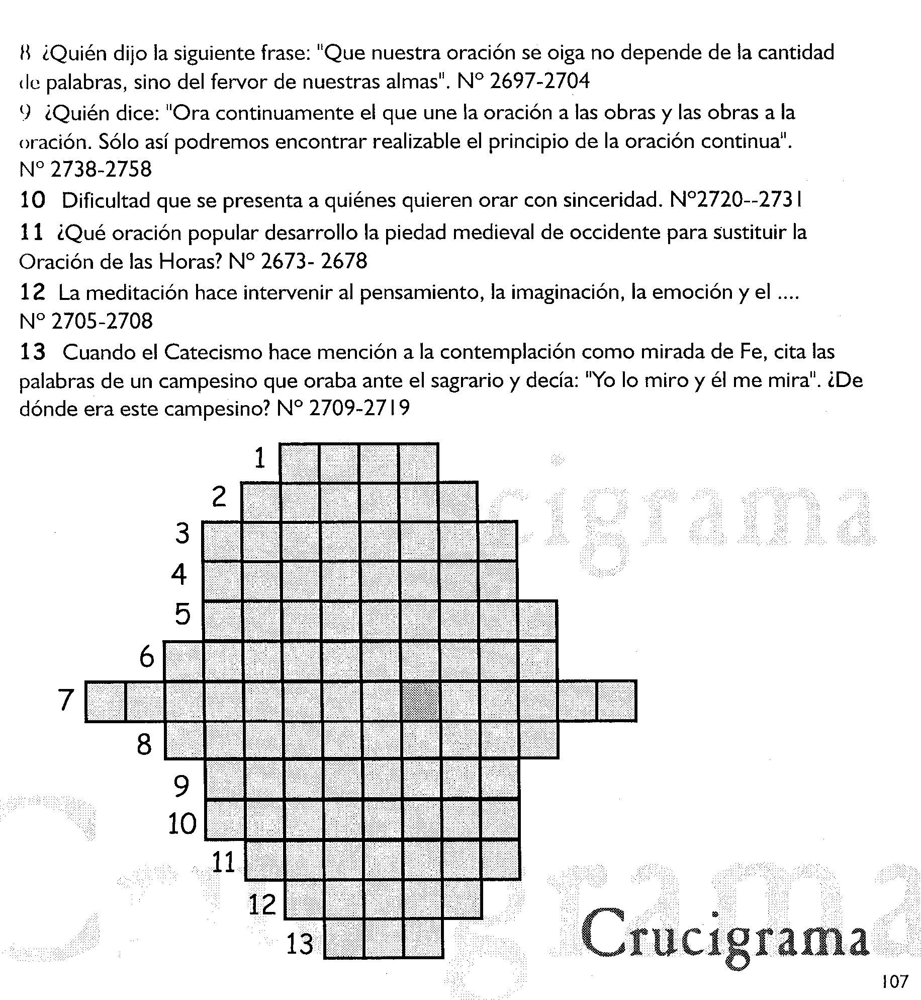 8 ¿Quién dijo la siguiente frase: "Que nuestra oración se oiga no depende de la cantidad
de palabras, sino del fervor de nuestras almas". Nº 2697-2704
9 ¿Quién dice: "Ora continuamente el que une la oración a las obras y las obras a la
oración. Sólo así podremos encontrar realizable el principio de la oración continua".
Nº 2738-2758
10 Dificultad que se presenta a quiénes quieren orar con sinceridad. Nº2720--2731
11 ¿Qué oración popular desarrollo la piedad medieval de occidente para sustituir la
Oración de las Horas? Nº 2673- 2678
12 La meditación hace intervenir al pensamiento, la imaginación, la emoción y el ....
Nº 2705-2708
13 Cuando el Catecismo hace mención a la contemplación como mirada de Fe, cita las
palabras de un campesino que oraba ante el sagrario y decía: "Yo lo miro y él me mira". ¿De
dónde era este campesino? Nº 2709-2719
1
2
cigrama
3
4
5
6
7
8
9
10
11
12
13
Crucigrama
107